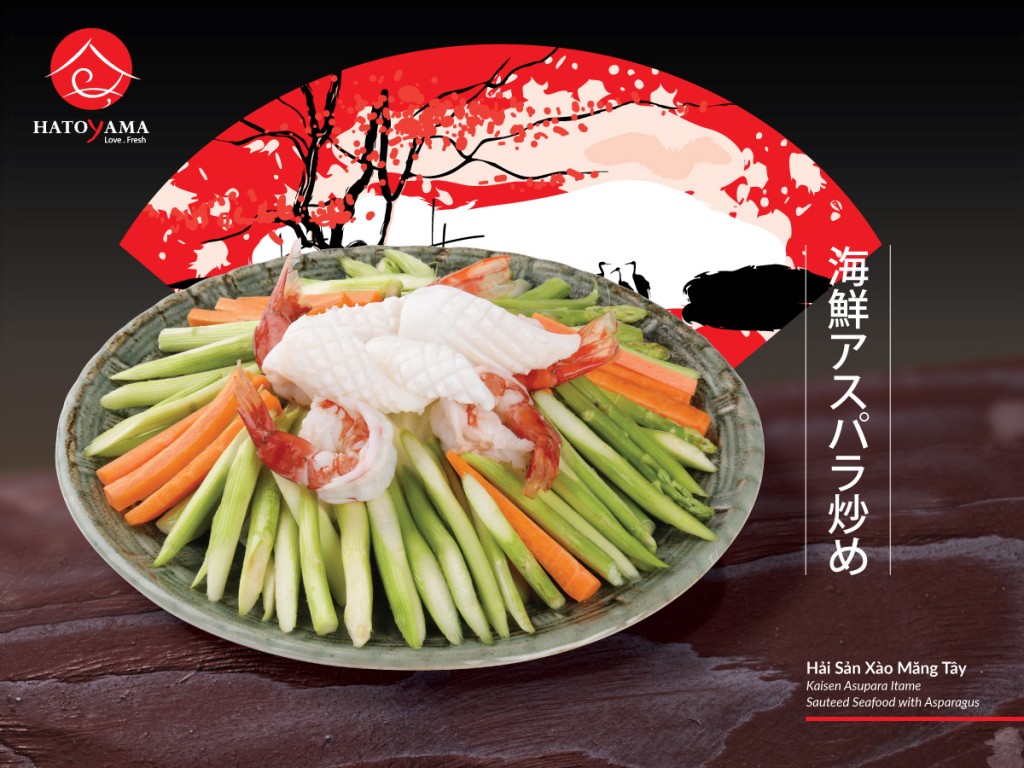 HATOYAMA
Love . Fresh
海鮮アスパラ炒め
Hải Sản Xào Măng Tây
Kaisen Asupara Itame
Sauteed Seafood with Asparagus